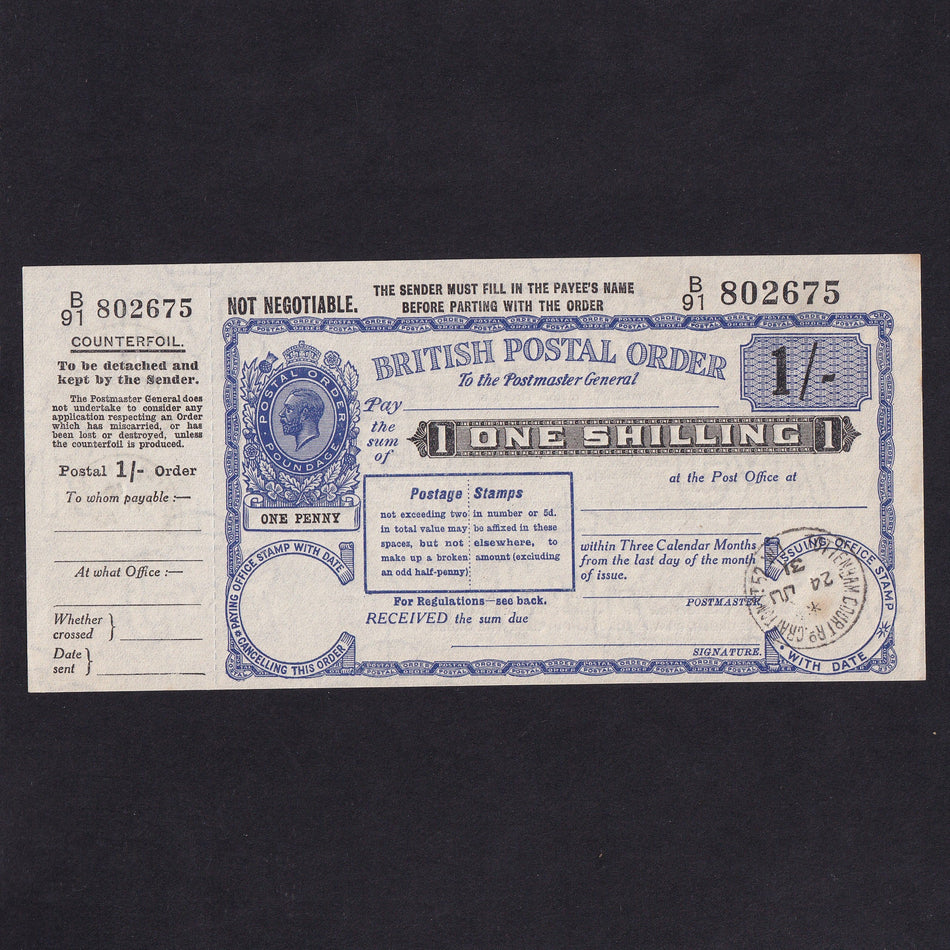 B
91 802675
COUNTERFOIL.
To be detached and
kept by the Sender.
The Postmaster General does
not undertake to consider any
application respecting an Order
which has miscarried, or has
been lost or destroyed, unless
the counterfoil is produced.
Postal 1/- Order
To whom payable :—
At what Office :—
Whether
crossed }
Date
sent }
NOT NEGOTIABLE.
THE SENDER MUST FILL IN THE PAYEE'S NAME
BEFORE PARTING WITH THE ORDER
B
91 802675
BRITISH POSTAL ORDER
To the Postmaster General
1/-
POSTAL ORDER
POUNDAGE
ONE PENNY
Pay
the
sum
of
1 ONE SHILLING 1
at the Post Office at
Postage Stamps
not exceeding two in number or 5d.
in total value may be affixed in these
spaces, but not elsewhere, to
make up a broken amount (excluding
an odd half-penny)
within Three Calendar Months
from the last day of the month
of issue.
POSTMASTER
For Regulations—see back.
RECEIVED the sum due
SIGNATURE.
PAYING OFFICE STAMP WITH DATE
CANCELLING THIS ORDER
ISSUING OFFICE STAMP
WITH DATE
24 JU
31